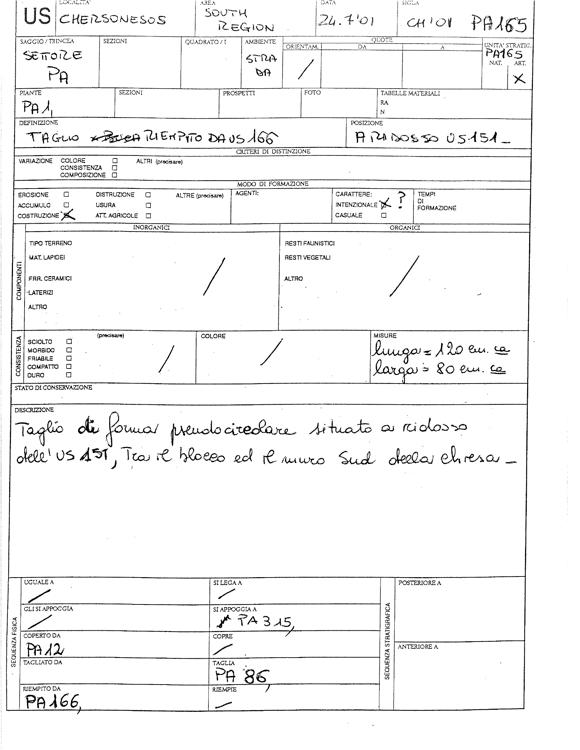 US
LOCALITA'
CHERSONESOS
AREA
SOUTH
REGION
DATA
24.7'01
SIGLA
CH'01 PA165
SAGGIO / TRINCEA
SETTORE
PA
SEZIONI
QUADRATO / I
AMBIENTE
STRA
DA
QUOTE
ORIENTAM.
DA
A
UNITA' STRATIG.
PA165
NAT. ART.
X
PIANTE
PA1,
SEZIONI
PROSPETTI
FOTO
TABELLE MATERIALI
RA
N
DEFINIZIONE
TAGLIO RIEMPITO DA US 166
POSIZIONE
A RIDOSSO US 151_
CRITERI DI DISTINZIONE
VARIAZIONE COLORE
CONSISTENZA
COMPOSIZIONE
ALTRI (precisare)
MODO DI FORMAZIONE
EROSIONE
ACCUMULO
COSTRUZIONE X
DISTRUZIONE
USURA
ATT. AGRICOLE
ALTRE (precisare)
AGENTI:
CARATTERE:
INTENZIONALE X ?
CASUALE
TEMPI
DI
FORMAZIONE
COMPONENTI
INORGANICI
TIPO TERRENO
MAT. LAPIDEI
FRR. CERAMICI
LATERIZI
ALTRO
/
ORGANICI
RESTI FAUNISTICI
RESTI VEGETALI
ALTRO
/
CONSISTENZA
SCIOLTO
MORBIDO
FRIABILE
COMPATTO
DURO
(precisare)
/
COLORE
/
MISURE
lunga = 120 cm. ca
larga = 80 cm. ca
STATO DI CONSERVAZIONE
DESCRIZIONE
Taglio di forma pseudocircolare situato a ridosso
dell'US 151, Tra il blocco ed il muro Sud della chiesa_
SEQUENZA FISICA
UGUALE A
/
SI LEGA A
/
GLI SI APPOGGIA
/
SI APPOGGIA A
PA315,
COPERTO DA
PA12
COPRE
/
TAGLIATO DA
TAGLIA
PA 86
RIEMPITO DA
PA166,
RIEMPIE
/
SEQUENZA STRATIGRAFICA
POSTERIORE A
ANTERIORE A